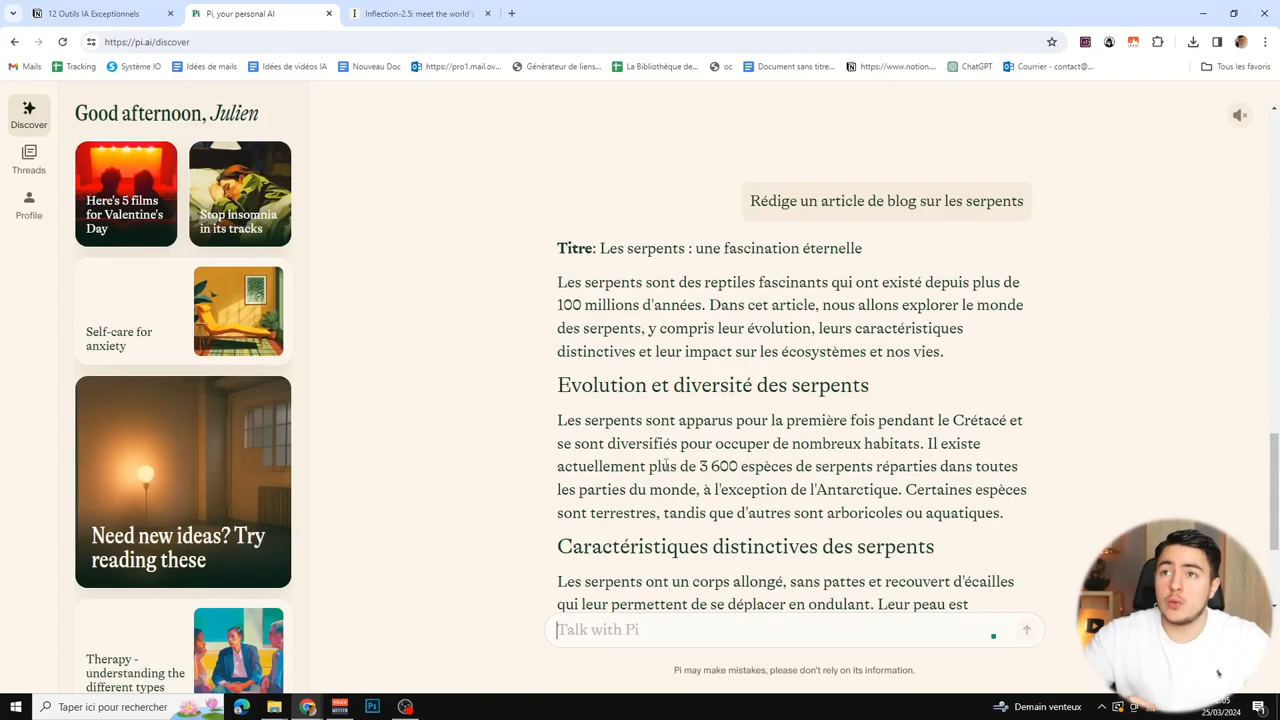 12 Outils IA Exceptionnels
Pi, your personal AI
Inflection-2.5: meet the world's
https://pi.ai/discover
Mails
Tracking
Système IO
Idées de mails
Idées de vidéos IA
Nouveau Doc
https://pro1.mail.ov...
Générateur de liens...
La Bibliothèque de...
oc
Document sans titre...
https://www.notion....
ChatGPT
Courrier - contact@...
Tous les favoris
Discover
Threads
Profile
Good afternoon, Julien
Here's 5 films
for Valentine's
Day
Stop insomnia
in its tracks
Self-care for
anxiety
Need new ideas? Try
reading these
Therapy -
understanding the
different types
Rédige un article de blog sur les serpents
Titre: Les serpents : une fascination éternelle
Les serpents sont des reptiles fascinants qui ont existé depuis plus de
100 millions d'années. Dans cet article, nous allons explorer le monde
des serpents, y compris leur évolution, leurs caractéristiques
distinctives et leur impact sur les écosystèmes et nos vies.
Evolution et diversité des serpents
Les serpents sont apparus pour la première fois pendant le Crétacé et
se sont diversifiés pour occuper de nombreux habitats. Il existe
actuellement plus de 3 600 espèces de serpents réparties dans toutes
les parties du monde, à l'exception de l'Antarctique. Certaines espèces
sont terrestres, tandis que d'autres sont arboricoles ou aquatiques.
Caractéristiques distinctives des serpents
Les serpents ont un corps allongé, sans pattes et recouvert d'écailles
qui leur permettent de se déplacer en ondulant. Leur peau est
Talk with Pi
Pi may make mistakes, please don't rely on its information.
Taper ici pour rechercher
Demain venteux
25/03/2024